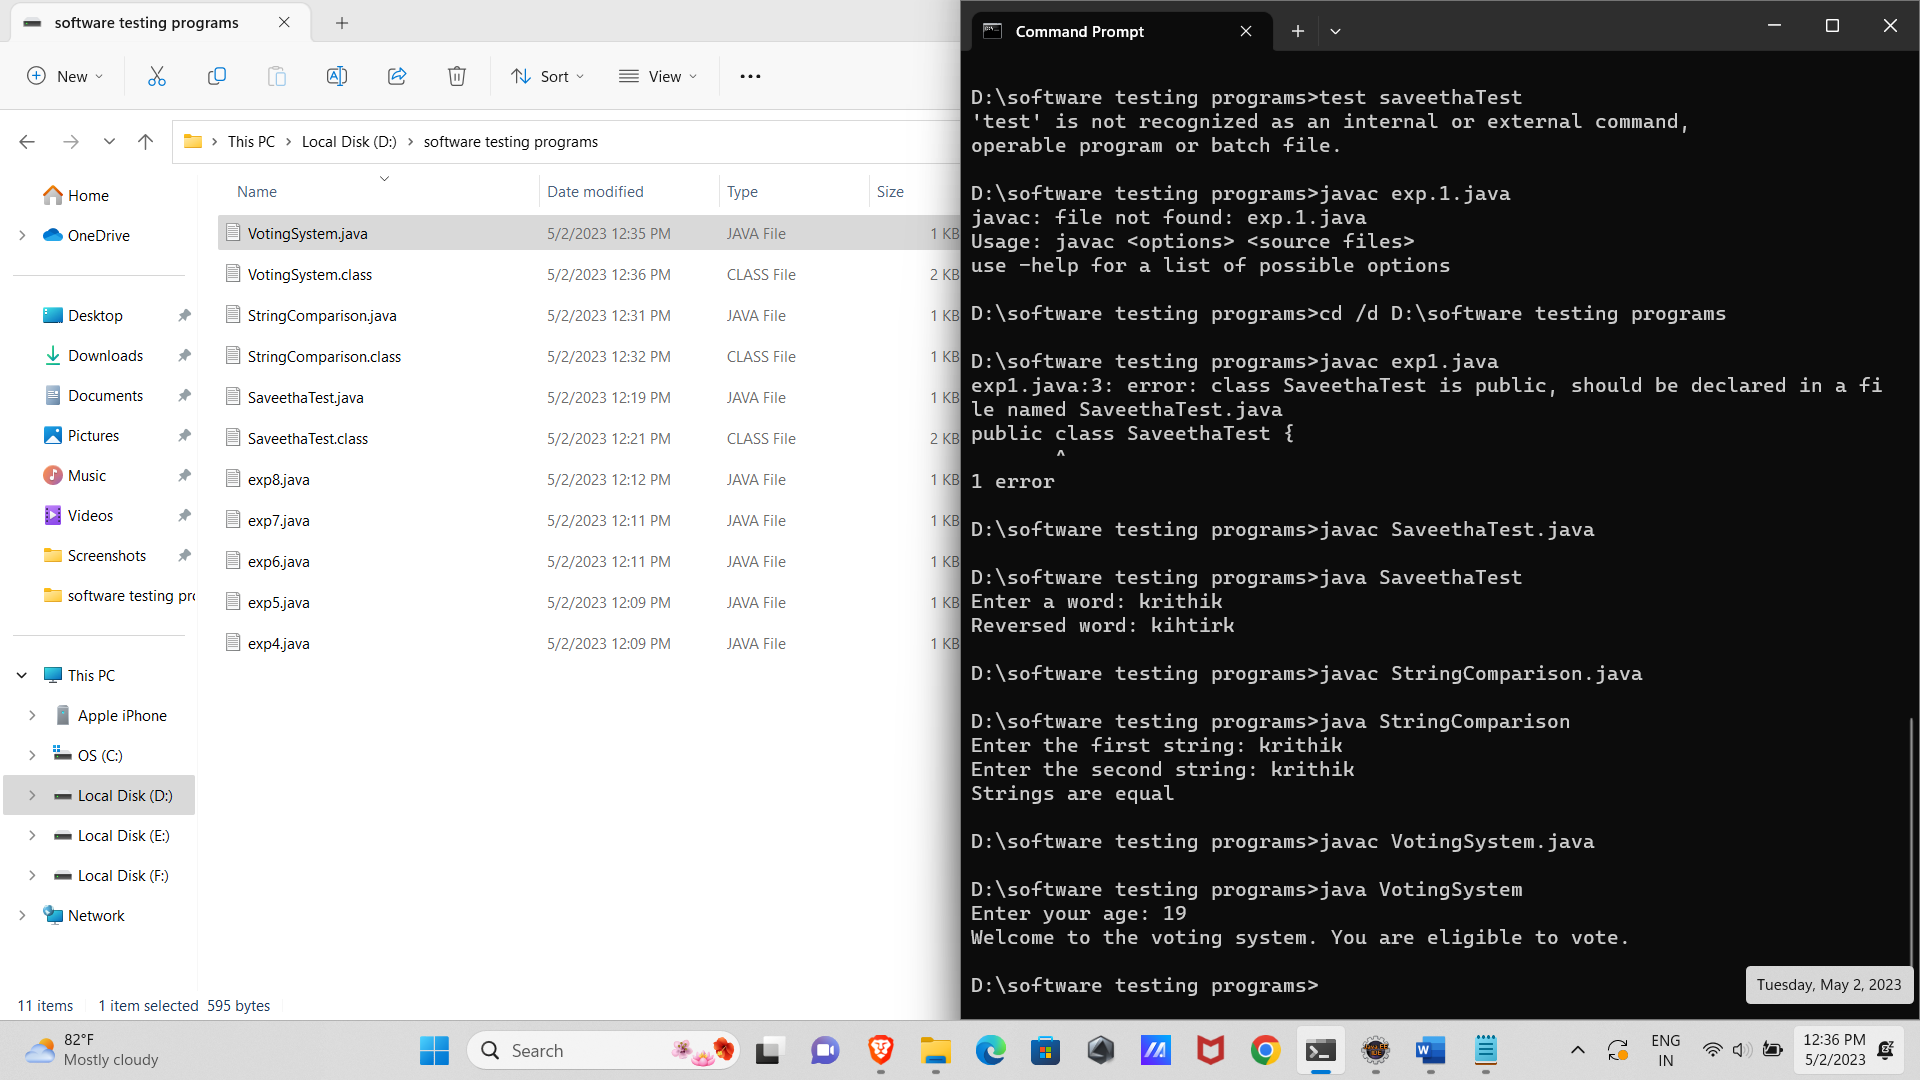 software testing programs
New
Sort
View
This PC
Local Disk (D:)
software testing programs
Home
OneDrive
Desktop
Downloads
Documents
Pictures
Music
Videos
Screenshots
software testing pro
This PC
Apple iPhone
OS (C:)
Local Disk (D:)
Local Disk (E:)
Local Disk (F:)
Network
Name Date modified Type Size
VotingSystem.java 5/2/2023 12:35 PM JAVA File 1 KB
VotingSystem.class 5/2/2023 12:36 PM CLASS File 2 KB
StringComparison.java 5/2/2023 12:31 PM JAVA File 1 KB
StringComparison.class 5/2/2023 12:32 PM CLASS File 1 KB
SaveethaTest.java 5/2/2023 12:19 PM JAVA File 1 KB
SaveethaTest.class 5/2/2023 12:21 PM CLASS File 2 KB
exp8.java 5/2/2023 12:12 PM JAVA File 1 KB
exp7.java 5/2/2023 12:11 PM JAVA File 1 KB
exp6.java 5/2/2023 12:11 PM JAVA File 1 KB
exp5.java 5/2/2023 12:09 PM JAVA File 1 KB
exp4.java 5/2/2023 12:09 PM JAVA File 1 KB
11 items 1 item selected 595 bytes
Command Prompt
D:\software testing programs>test saveethaTest
'test' is not recognized as an internal or external command,
operable program or batch file.
D:\software testing programs>javac exp.1.java
javac: file not found: exp.1.java
Usage: javac <options> <source files>
use -help for a list of possible options
D:\software testing programs>cd /d D:\software testing programs
D:\software testing programs>javac exp1.java
exp1.java:3: error: class SaveethaTest is public, should be declared in a fi
le named SaveethaTest.java
public class SaveethaTest {
^
1 error
D:\software testing programs>javac SaveethaTest.java
D:\software testing programs>java SaveethaTest
Enter a word: krithik
Reversed word: kihtirk
D:\software testing programs>javac StringComparison.java
D:\software testing programs>java StringComparison
Enter the first string: krithik
Enter the second string: krithik
Strings are equal
D:\software testing programs>javac VotingSystem.java
D:\software testing programs>java VotingSystem
Enter your age: 19
Welcome to the voting system. You are eligible to vote.
D:\software testing programs>
Tuesday, May 2, 2023
82°F
Mostly cloudy
Search
ENG
IN
12:36 PM
5/2/2023